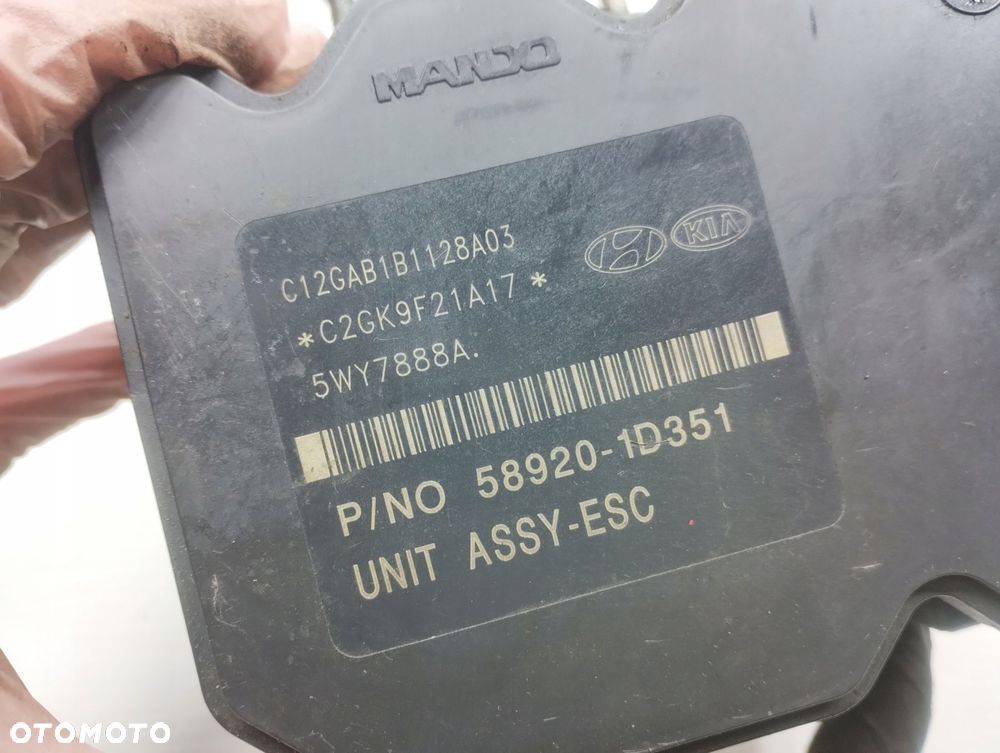 MANDO
C12GAB1B1128A03
*C2GK9F21A17 *
5WY7888A.
KIA
P/NO 58920-1D351
UNIT ASSY-ESC
OTOMOTO